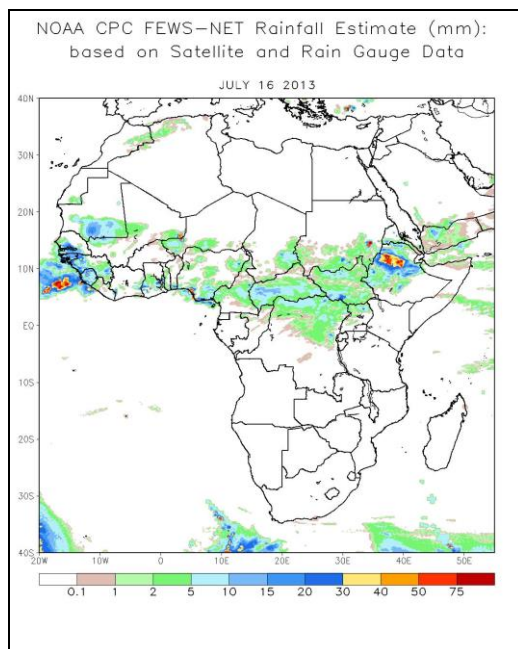 NOAA CPC FEWS−NET Rainfall Estimate (mm):
based on Satellite and Rain Gauge Data
JULY 16 2013
40N
30N
20N
10N
EQ
10S
20S
30S
40S
20W 10W 0 10E 20E 30E 40E 50E
0.1 1 2 5 10 15 20 30 40 50 75